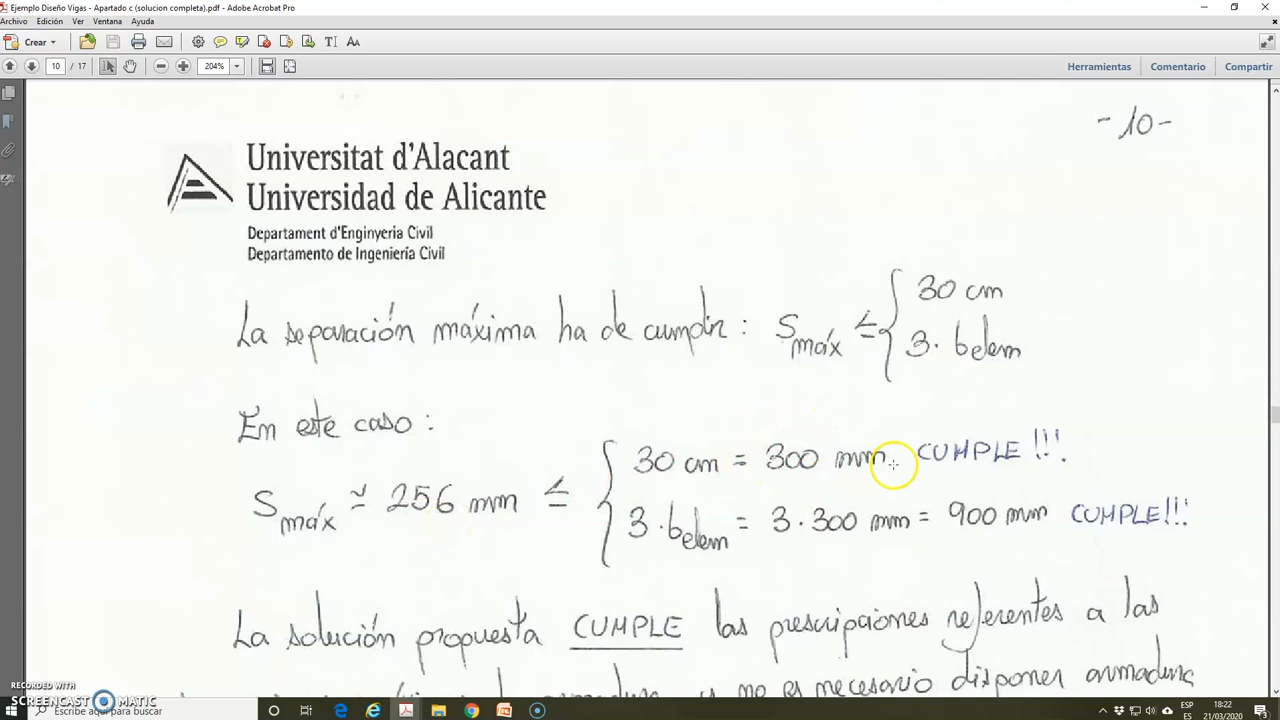 Ejemplo Diseño Vigas - Apartado c (solucion completa).pdf - Adobe Acrobat Pro
Archivo Edición Ver Ventana Ayuda
Crear
10 / 17 204% Herramientas Comentario Compartir
- 10 -
Universitat d'Alacant
Universidad de Alicante
Departament d'Enginyeria Civil
Departamento de Ingeniería Civil
La separación máxima ha de cumplir : Smáx ≤ { 30 cm
3 · belem
En este caso :
30 cm = 300 mm CUMPLE !!!
Smáx ≃ 256 mm ≤ {
3 · belem = 3 · 300 mm = 900 mm CUMPLE!!!
La solución propuesta CUMPLE las prescripciones referentes a las
y no es necesario disponer armadura
RECORDED WITH
SCREENCAST MATIC
Escribe aquí para buscar
ESP 18:22
ES 21/03/2020